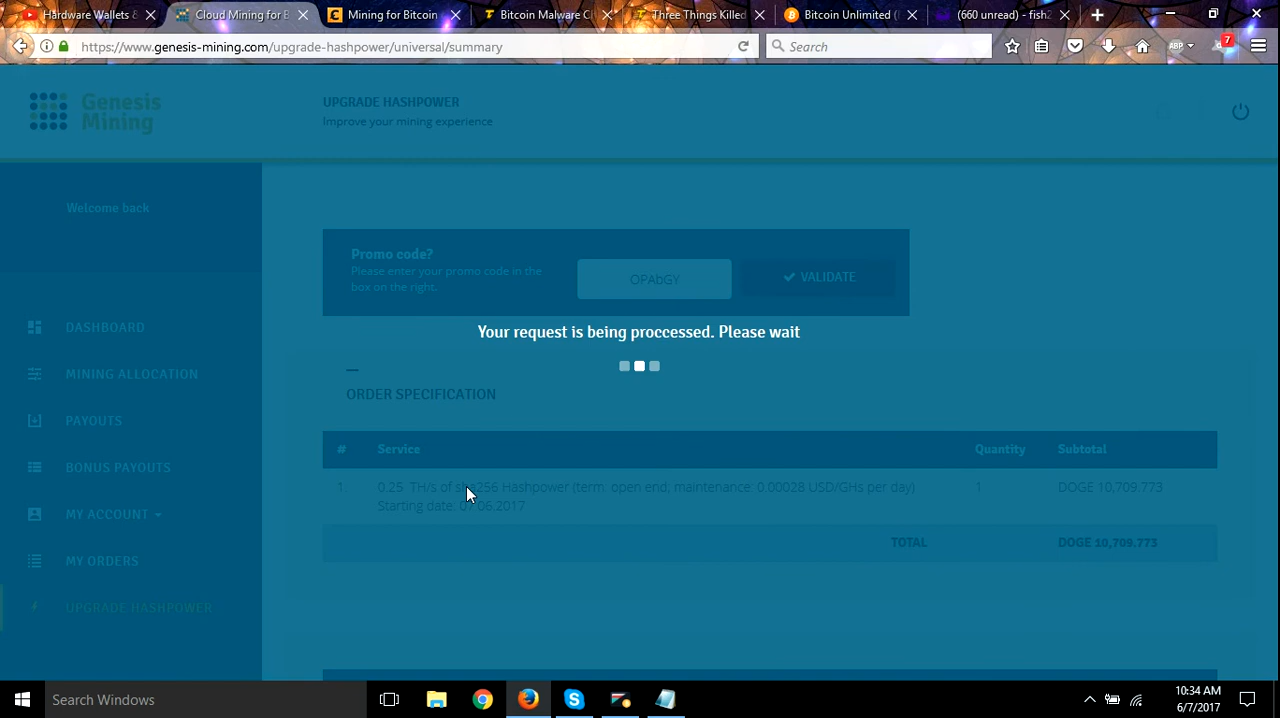 Hardware Wallets &
Cloud Mining for B
Mining for Bitcoin
Bitcoin Malware Ci
Three Things Killed
Bitcoin Unlimited (
(660 unread) - fish2
https://www.genesis-mining.com/upgrade-hashpower/universal/summary
Search
ABP
7
Genesis
Mining
UPGRADE HASHPOWER
Improve your mining experience
Welcome back
DASHBOARD
MINING ALLOCATION
PAYOUTS
BONUS PAYOUTS
MY ACCOUNT
MY ORDERS
UPGRADE HASHPOWER
Promo code?
Please enter your promo code in the
box on the right.
OPAbGY
VALIDATE
Your request is being proccessed. Please wait
ORDER SPECIFICATION
# Service Quantity Subtotal
1 0.25 TH/s of sha256 Hashpower (term: open end; maintenance: 0.00028 USD/GHs per day) 1 DOGE 10,709.773
Starting date: 07.06.2017
TOTAL DOGE 10,709.773
Search Windows
10:34 AM
6/7/2017